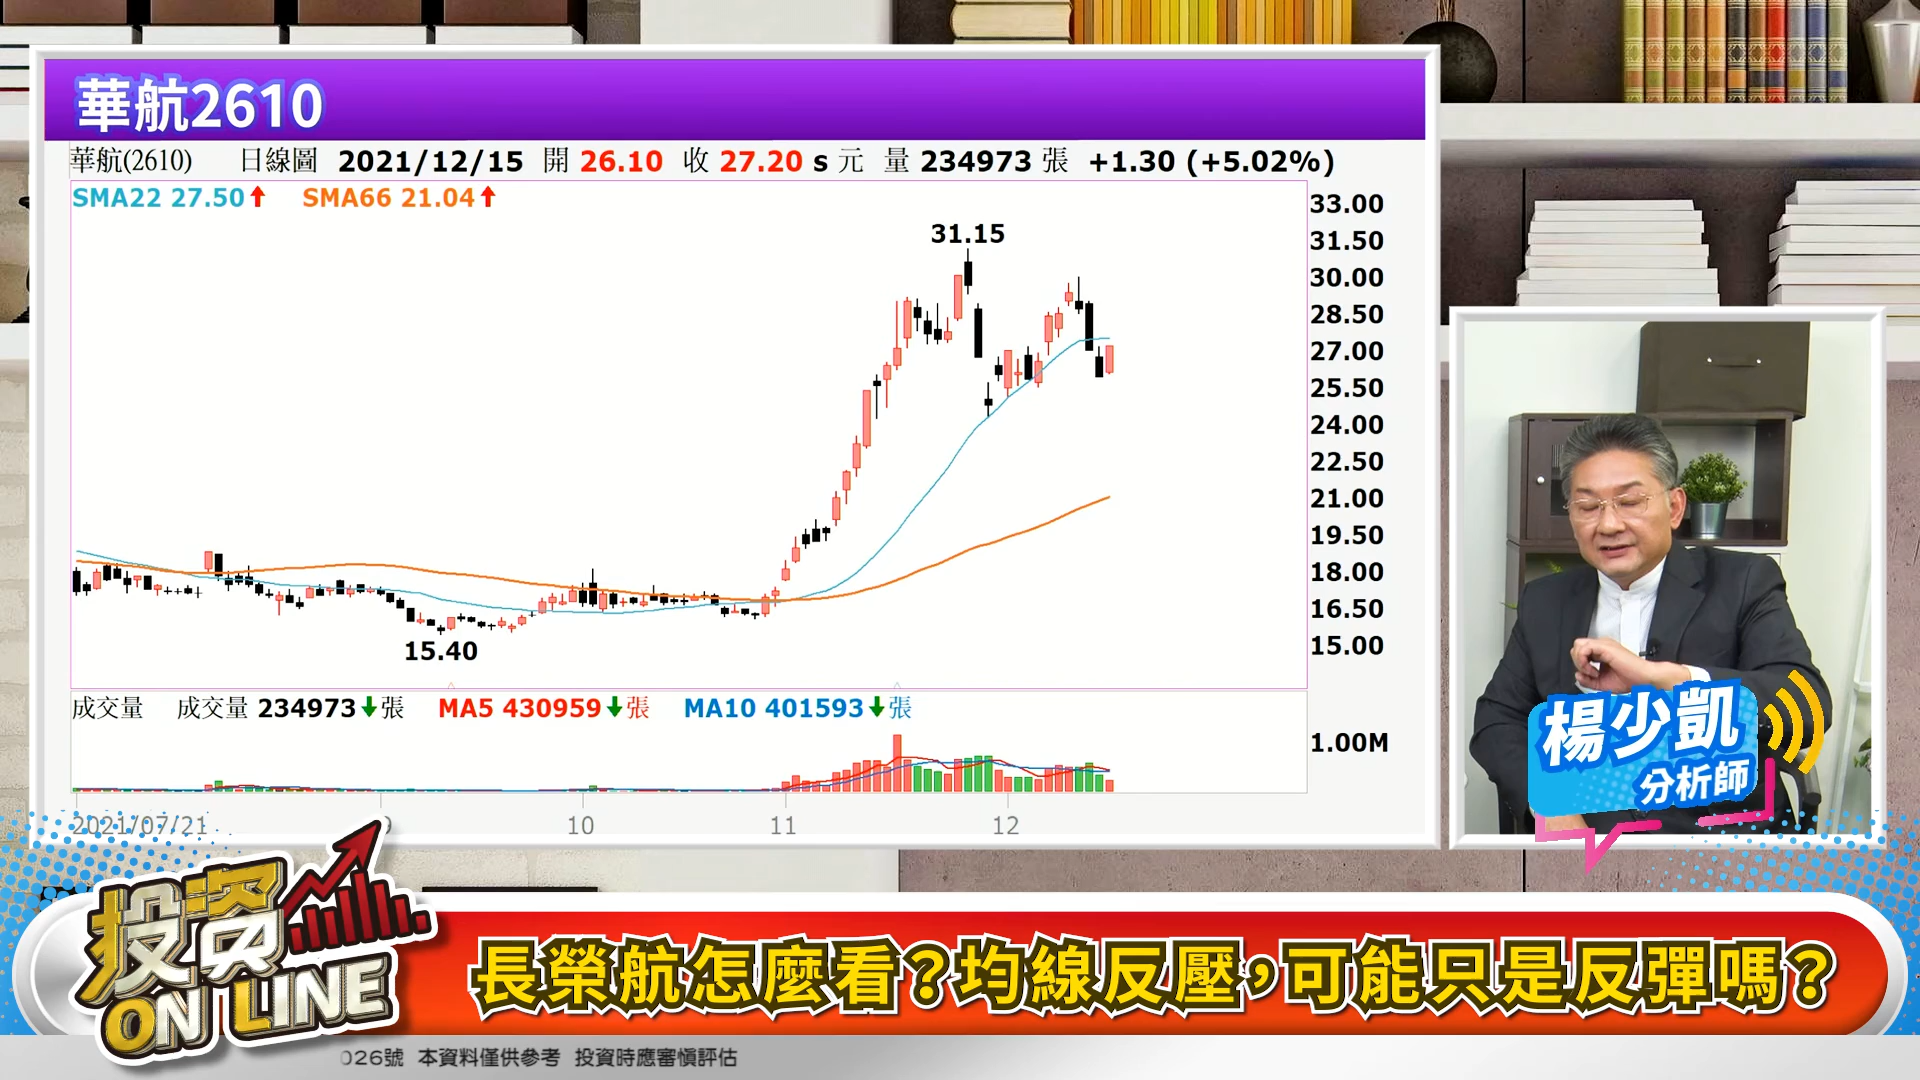 華航2610
華航(2610) 日線圖 2021/12/15 開 26.10 收 27.20 s 元 量 234973 張 +1.30 (+5.02%)
SMA22 27.50↑ SMA66 21.04↑
33.00
31.50
30.00
28.50
27.00
25.50
24.00
22.50
21.00
19.50
18.00
16.50
15.00
31.15
15.40
成交量 成交量 234973↓張 MA5 430959↓張 MA10 401593↓張
1.00M
2021/07/21 9 10 11 12
楊少凱
分析師
投資
ON LINE
長榮航怎麼看？均線反壓，可能只是反彈嗎？
026號 本資料僅供參考 投資時應審慎評估